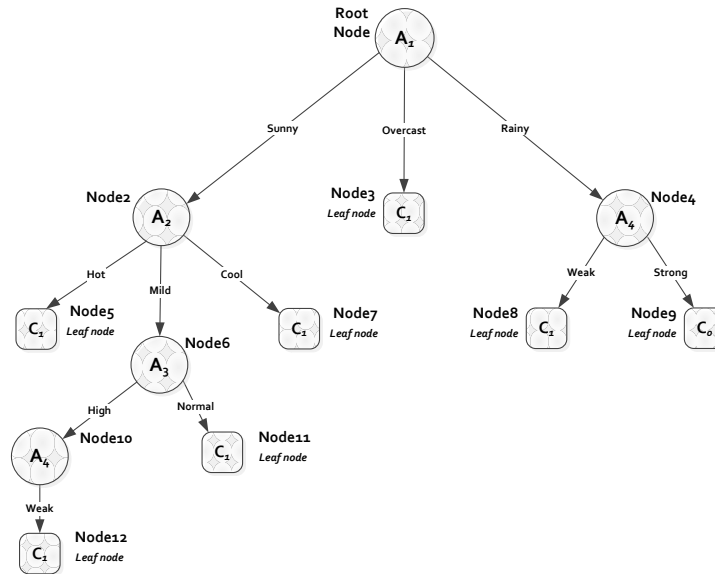 Root
Node
A1
Sunny
Overcast
Rainy
Node2
A2
Node3
Leaf node
C1
Node4
A4
Hot
Mild
Cool
Weak
Strong
Node5
Leaf node
C1
Node7
Leaf node
C1
Node8
Leaf node
C1
Node9
Leaf node
C0
Node6
A3
High
Normal
Node10
A4
Node11
Leaf node
C1
Weak
Node12
Leaf node
C1